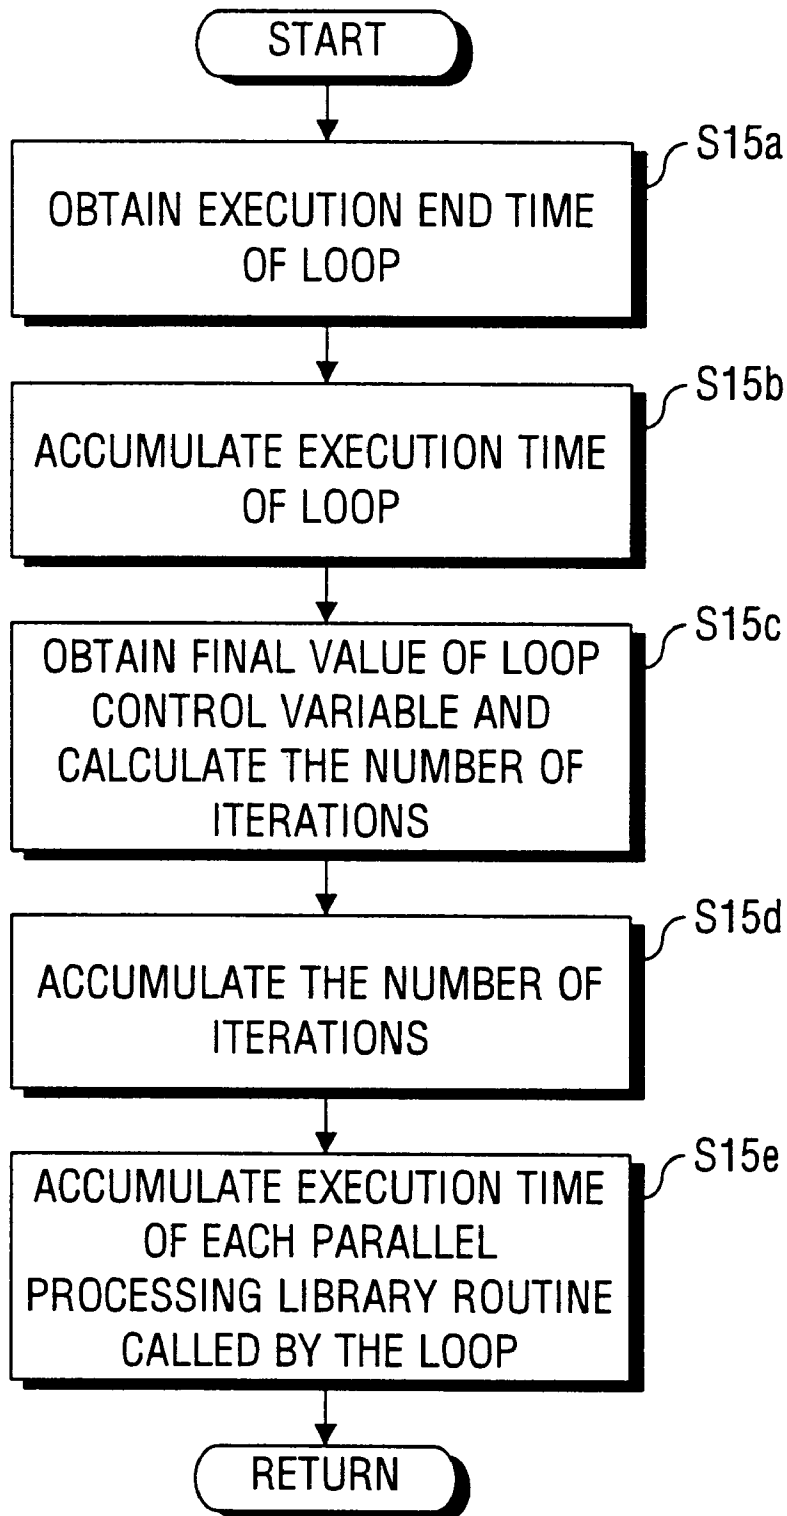 START
S15a
OBTAIN EXECUTION END TIME
OF LOOP
S15b
ACCUMULATE EXECUTION TIME
OF LOOP
S15c
OBTAIN FINAL VALUE OF LOOP
CONTROL VARIABLE AND
CALCULATE THE NUMBER OF
ITERATIONS
S15d
ACCUMULATE THE NUMBER OF
ITERATIONS
S15e
ACCUMULATE EXECUTION TIME
OF EACH PARALLEL
PROCESSING LIBRARY ROUTINE
CALLED BY THE LOOP
RETURN